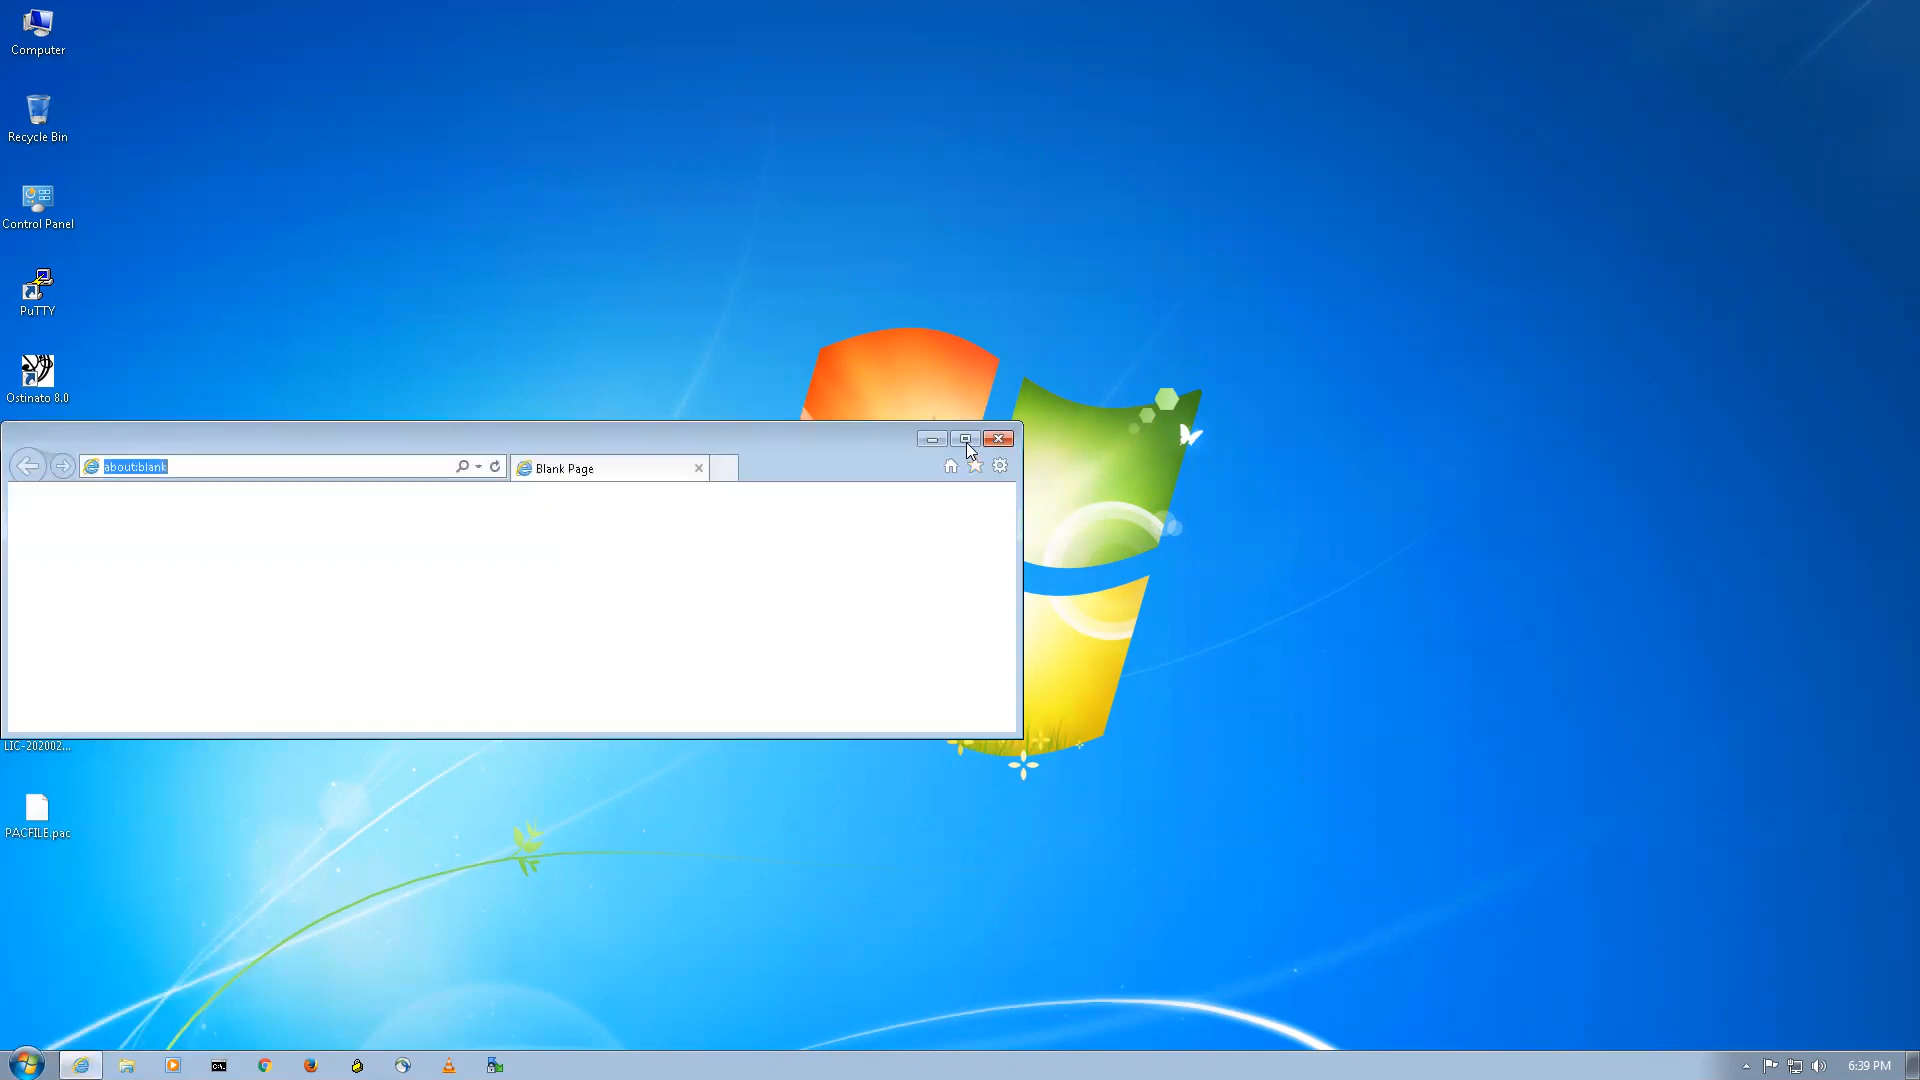 Computer
Recycle Bin
Control Panel
PuTTY
Ostinato 8.0
about:blank
Blank Page
LIC-202002...
PACFILE.pac
C:\.
6:39 PM